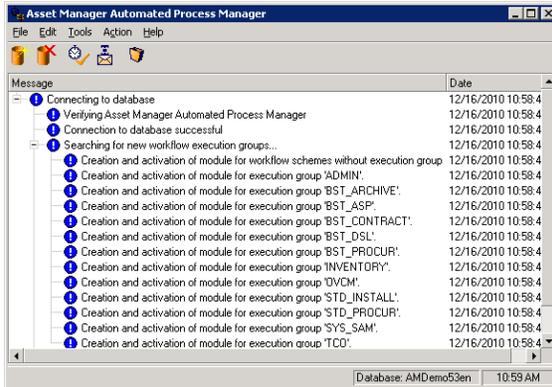 Asset Manager Automated Process Manager
File Edit Tools Action Help
Message Date
Connecting to database 12/16/2010 10:58:4
Verifying Asset Manager Automated Process Manager 12/16/2010 10:58:4
Connection to database successful 12/16/2010 10:58:4
Searching for new workflow execution groups... 12/16/2010 10:58:4
Creation and activation of module for workflow schemes without execution group 12/16/2010 10:58:4
Creation and activation of module for execution group 'ADMIN'. 12/16/2010 10:58:4
Creation and activation of module for execution group 'BST_ARCHIVE'. 12/16/2010 10:58:4
Creation and activation of module for execution group 'BST_ASP'. 12/16/2010 10:58:4
Creation and activation of module for execution group 'BST_CONTRACT'. 12/16/2010 10:58:4
Creation and activation of module for execution group 'BST_DSL'. 12/16/2010 10:58:4
Creation and activation of module for execution group 'BST_PROCUR'. 12/16/2010 10:58:4
Creation and activation of module for execution group 'INVENTORY'. 12/16/2010 10:58:4
Creation and activation of module for execution group 'OVCM'. 12/16/2010 10:58:4
Creation and activation of module for execution group 'STD_INSTALL'. 12/16/2010 10:58:4
Creation and activation of module for execution group 'STD_PROCUR'. 12/16/2010 10:58:4
Creation and activation of module for execution group 'SYS_SAM'. 12/16/2010 10:58:4
Creation and activation of module for execution group 'TCO'. 12/16/2010 10:58:4
Database: AMDemo53en 10:59 AM